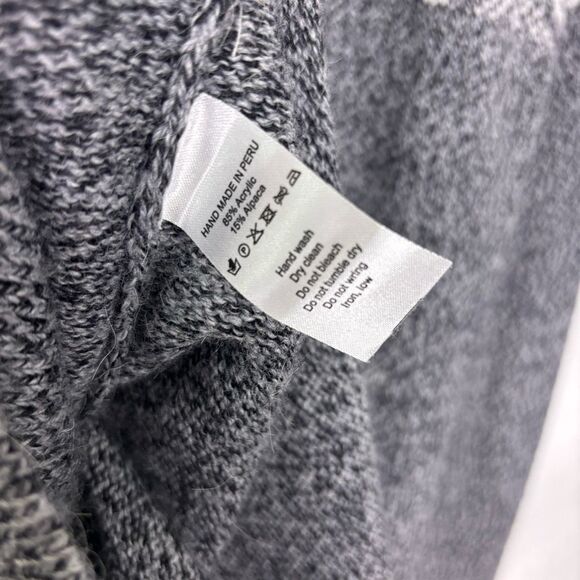 HAND MADE IN PERU
85% Acrylic
15% Alpaca
Hand wash
Dry clean
Do not bleach
Do not tumble dry
Do not wring
Iron, low